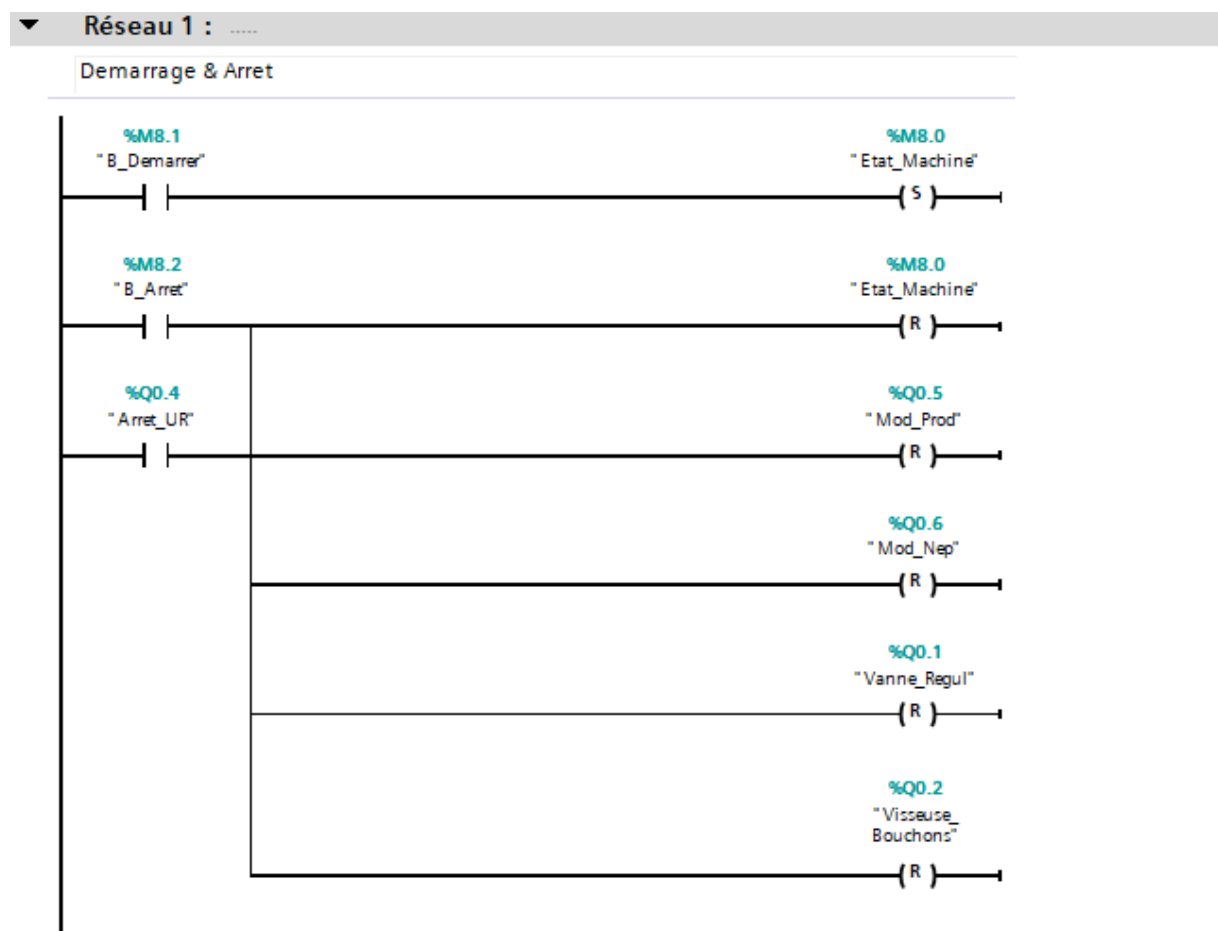 Réseau 1 : .....
Demarrage & Arret
%M8.1
"B_Demarrer"
%M8.0
"Etat_Machine"
S
%M8.2
"B_Arret"
%M8.0
"Etat_Machine"
R
%Q0.4
"Arret_UR"
%Q0.5
"Mod_Prod"
R
%Q0.6
"Mod_Nep"
R
%Q0.1
"Vanne_Regul"
R
%Q0.2
"Visseuse_
Bouchons"
R